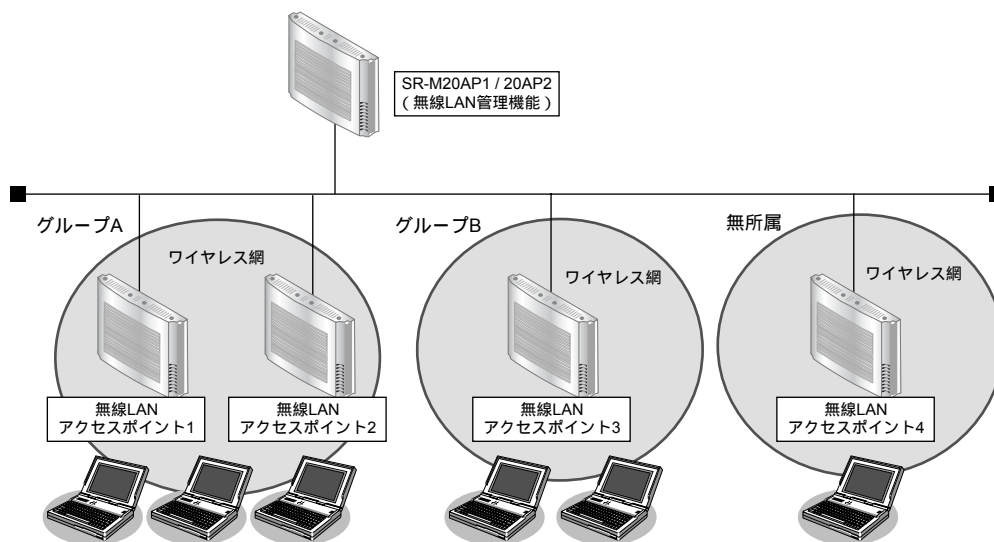 SR-M20AP1 / 20AP2
(無線LAN管理機能)
グループA
グループB
無所属
ワイヤレス網
ワイヤレス網
ワイヤレス網
無線LAN
アクセスポイント1
無線LAN
アクセスポイント2
無線LAN
アクセスポイント3
無線LAN
アクセスポイント4